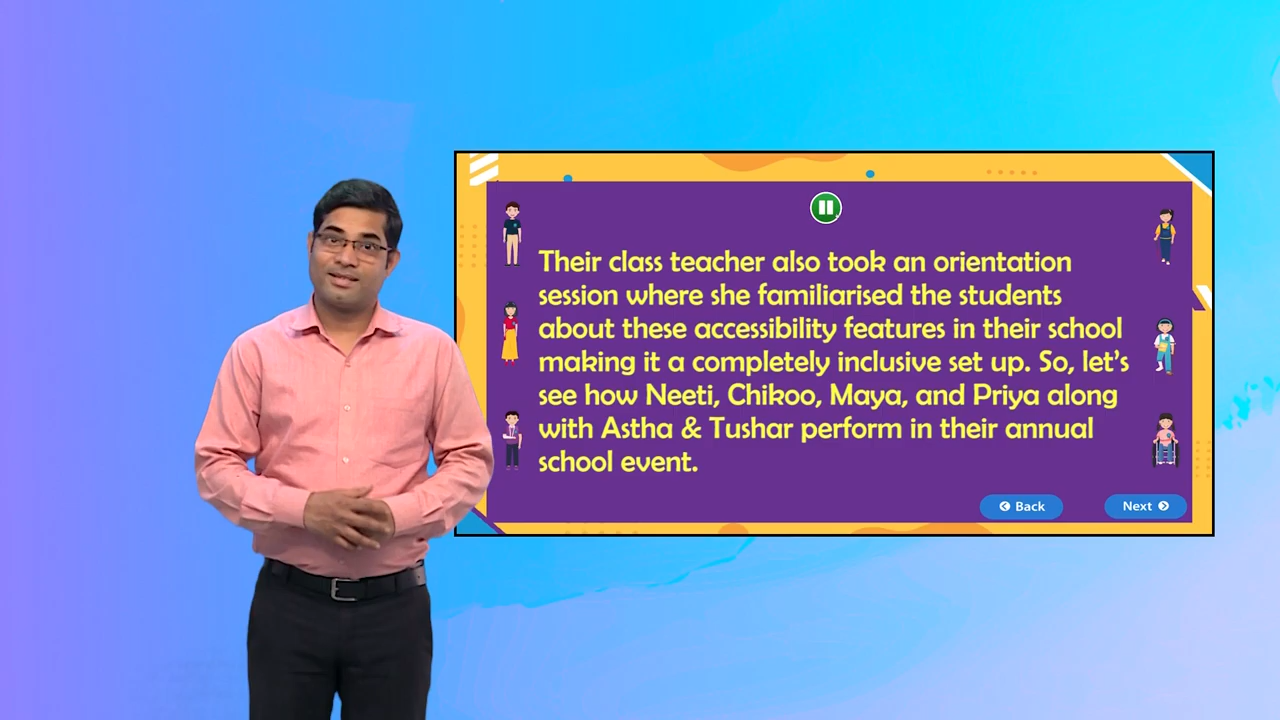 Their class teacher also took an orientation
session where she familiarised the students
about these accessibility features in their school
making it a completely inclusive set up. So, let's
see how Neeti, Chikoo, Maya, and Priya along
with Astha & Tushar perform in their annual
school event.
Back
Next